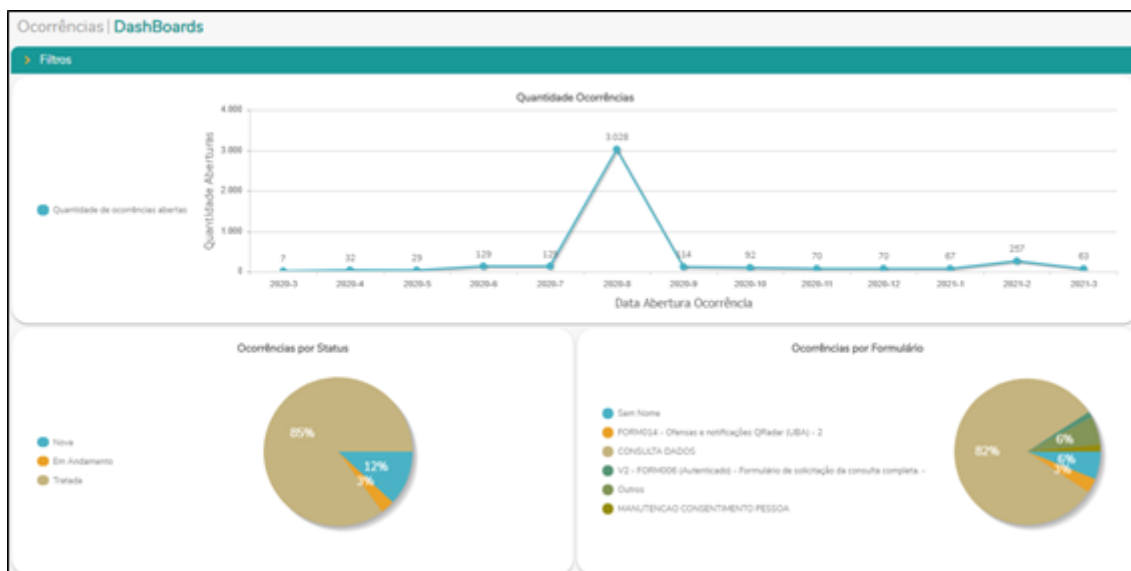 Ocorrências | DashBoards
Filtros
Quantidade Ocorrências
4.000
3.000
2.000
1.000
0
Quantidade Aberturas
Quantidade de ocorrências abertas
7
32
29
129
3.028
114
92
70
70
67
257
63
2020-3
2020-4
2020-5
2020-6
2020-7
2020-8
2020-9
2020-10
2020-11
2020-12
2021-1
2021-2
2021-3
Data Abertura Ocorrência
Ocorrências por Status
Nova
Em Andamento
Tratada
85%
12%
3%
Ocorrências por Formulário
Sem Nome
FORM014 - Ofensas e notificações QRadar (UBA) - 2
CONSULTA DADOS
V2 - FORM006 (Autenticado) - Formulário de solicitação da consulta completa. -
Outros
MANUTENCAO CONSENTIMENTO PESSOA
82%
6%
6%
3%